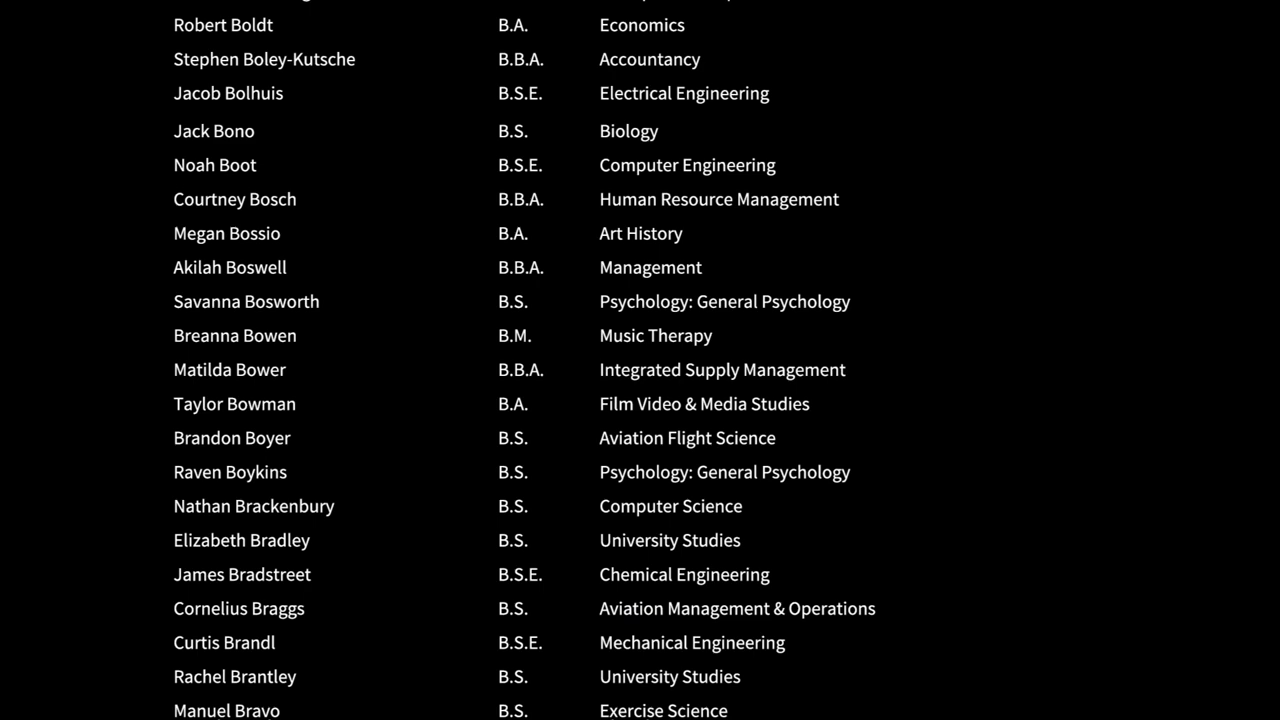 Robert Boldt B.A. Economics
Stephen Boley-Kutsche B.B.A. Accountancy
Jacob Bolhuis B.S.E. Electrical Engineering
Jack Bono B.S. Biology
Noah Boot B.S.E. Computer Engineering
Courtney Bosch B.B.A. Human Resource Management
Megan Bossio B.A. Art History
Akilah Boswell B.B.A. Management
Savanna Bosworth B.S. Psychology: General Psychology
Breanna Bowen B.M. Music Therapy
Matilda Bower B.B.A. Integrated Supply Management
Taylor Bowman B.A. Film Video & Media Studies
Brandon Boyer B.S. Aviation Flight Science
Raven Boykins B.S. Psychology: General Psychology
Nathan Brackenbury B.S. Computer Science
Elizabeth Bradley B.S. University Studies
James Bradstreet B.S.E. Chemical Engineering
Cornelius Braggs B.S. Aviation Management & Operations
Curtis Brandl B.S.E. Mechanical Engineering
Rachel Brantley B.S. University Studies
Manuel Bravo B.S. Exercise Science